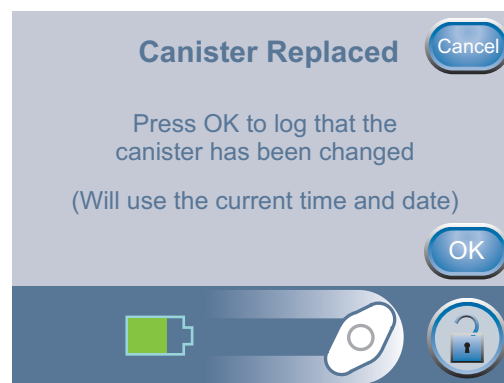 Canister Replaced
Cancel
Press OK to log that the
canister has been changed
(Will use the current time and date)
OK